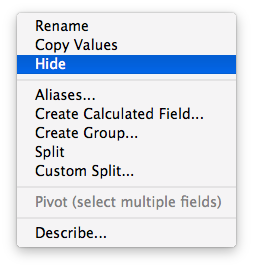 Rename
Copy Values
Hide
Aliases...
Create Calculated Field...
Create Group...
Split
Custom Split...
Pivot (select multiple fields)
Describe...